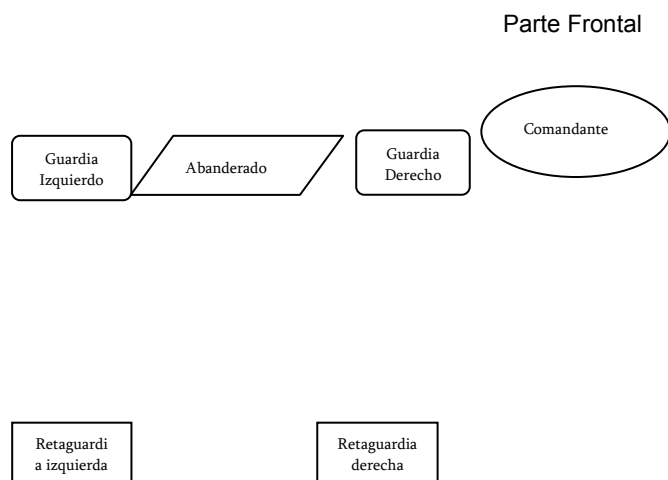 Parte Frontal
Comandante
Guardia
Izquierdo
Abanderado
Guardia
Derecho
Retaguardi
a izquierda
Retaguardia
derecha